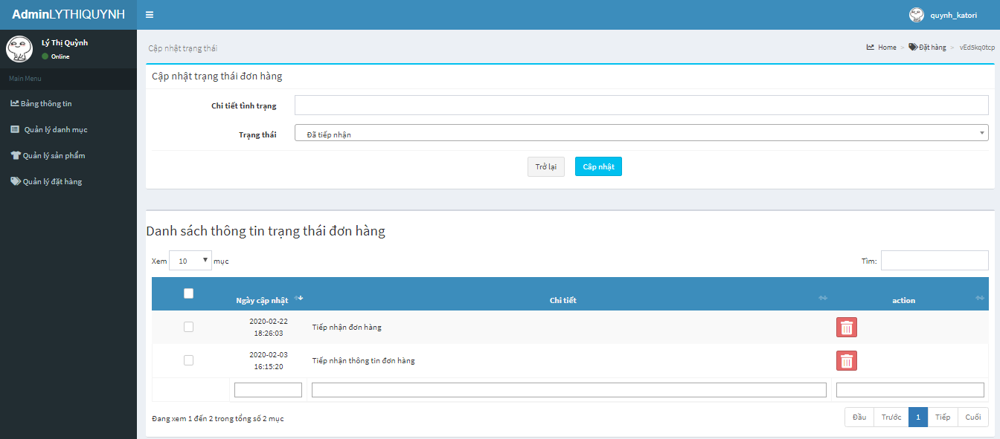 AdminLYTHIQUYNH
quynh_katori
Lý Thị Quỳnh
Online
Main Menu
Bảng thông tin
Quản lý danh mục
Quản lý sản phẩm
Quản lý đặt hàng
Cập nhật trạng thái
Home > Đặt hàng > vEd5kq0tcp
Cập nhật trạng thái đơn hàng
Chi tiết tình trạng
Trạng thái Đã tiếp nhận
Trở lại Cập nhật
Danh sách thông tin trạng thái đơn hàng
Xem 10 mục Tìm:
Ngày cập nhật Chi tiết action
2020-02-22
18:26:03
Tiếp nhận đơn hàng
2020-02-03
16:15:20
Tiếp nhận thông tin đơn hàng
Đang xem 1 đến 2 trong tổng số 2 mục
Đầu Trước 1 Tiếp Cuối